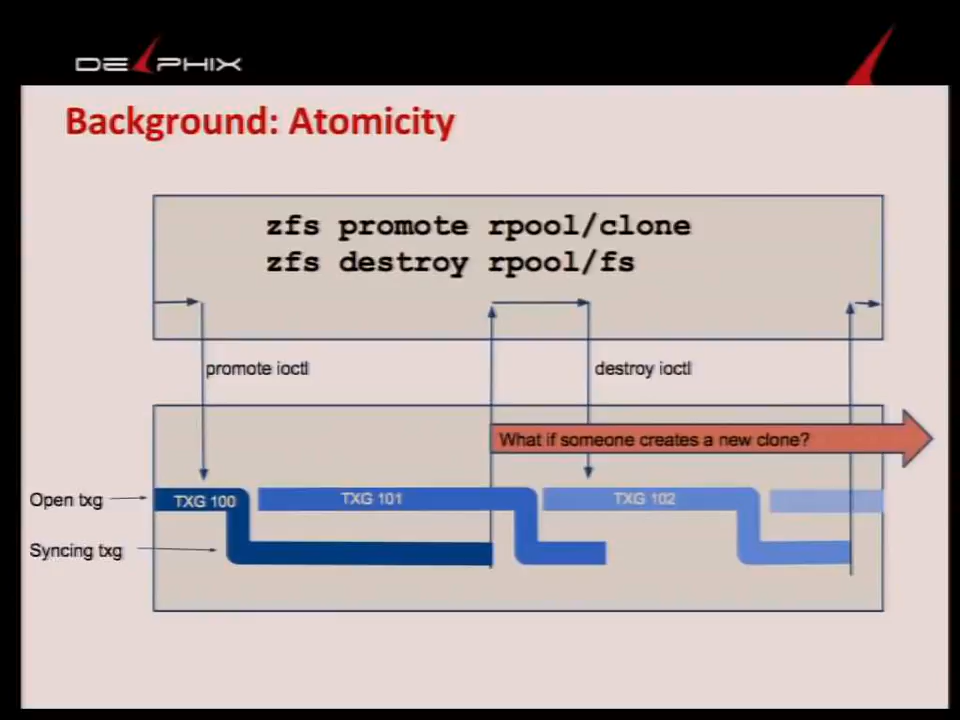 DELPHIX
Background: Atomicity
zfs promote rpool/clone
zfs destroy rpool/fs
promote ioctl
destroy ioctl
What if someone creates a new clone?
Open txg
TXG 100
TXG 101
TXG 102
Syncing txg